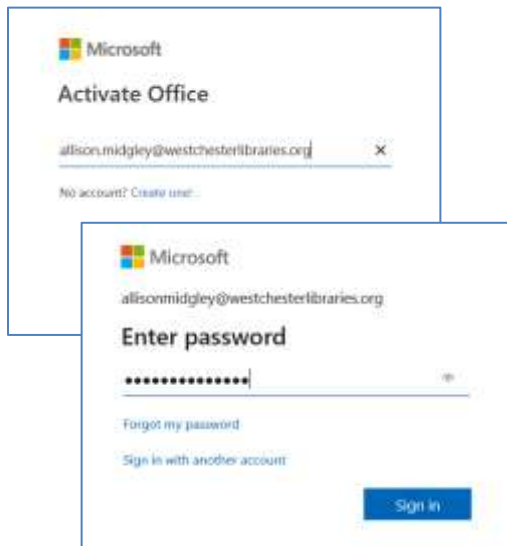 Microsoft
Activate Office
allison.midgley@westchesterlibraries.org
No account? Create one!
Microsoft
allisonmidgley@westchesterlibraries.org
Enter password
Forgot my password
Sign in with another account
Sign in